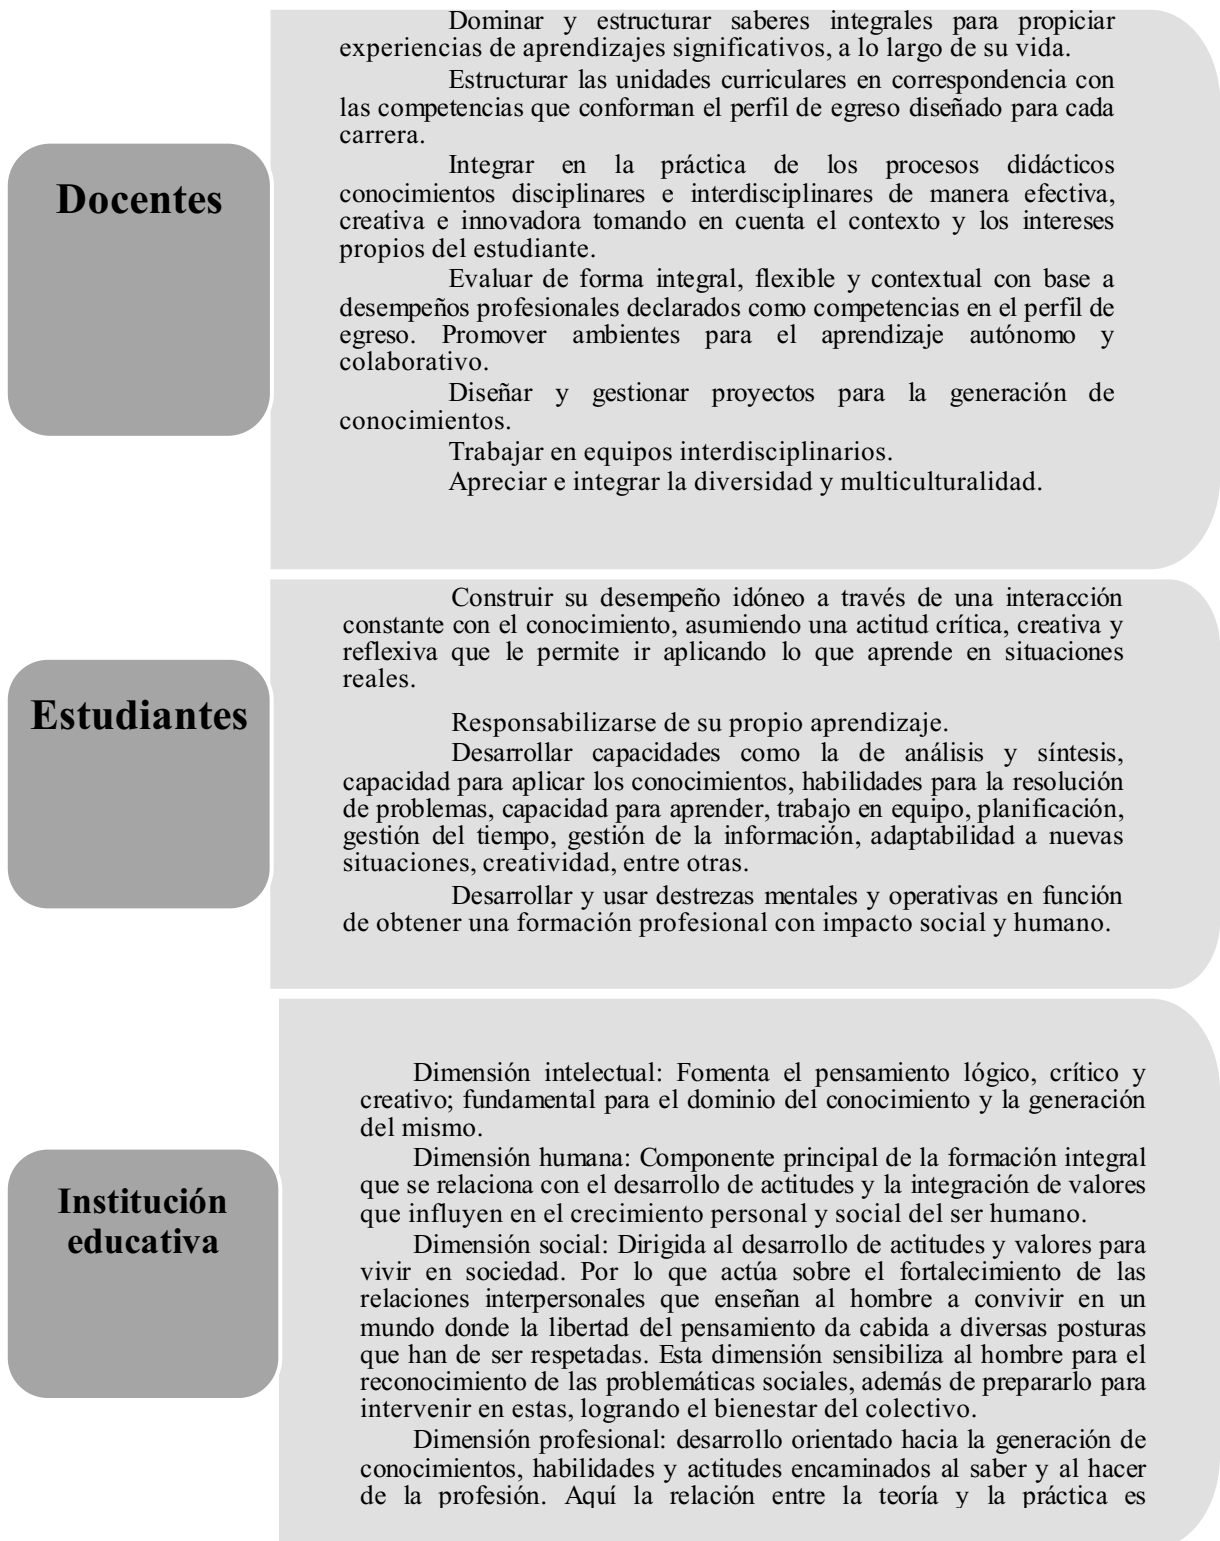 Docentes
Dominar y estructurar saberes integrales para propiciar
experiencias de aprendizajes significativos, a lo largo de su vida.
Estructurar las unidades curriculares en correspondencia con
las competencias que conforman el perfil de egreso diseñado para cada
carrera.
Integrar en la práctica de los procesos didácticos
conocimientos disciplinares e interdisciplinares de manera efectiva,
creativa e innovadora tomando en cuenta el contexto y los intereses
propios del estudiante.
Evaluar de forma integral, flexible y contextual con base a
desempeños profesionales declarados como competencias en el perfil de
egreso. Promover ambientes para el aprendizaje autónomo y
colaborativo.
Diseñar y gestionar proyectos para la generación de
conocimientos.
Trabajar en equipos interdisciplinarios.
Apreciar e integrar la diversidad y multiculturalidad.
Estudiantes
Construir su desempeño idóneo a través de una interacción
constante con el conocimiento, asumiendo una actitud crítica, creativa y
reflexiva que le permite ir aplicando lo que aprende en situaciones
reales.
Responsabilizarse de su propio aprendizaje.
Desarrollar capacidades como la de análisis y síntesis,
capacidad para aplicar los conocimientos, habilidades para la resolución
de problemas, capacidad para aprender, trabajo en equipo, planificación,
gestión del tiempo, gestión de la información, adaptabilidad a nuevas
situaciones, creatividad, entre otras.
Desarrollar y usar destrezas mentales y operativas en función
de obtener una formación profesional con impacto social y humano.
Institución
educativa
Dimensión intelectual: Fomenta el pensamiento lógico, crítico y
creativo; fundamental para el dominio del conocimiento y la generación
del mismo.
Dimensión humana: Componente principal de la formación integral
que se relaciona con el desarrollo de actitudes y la integración de valores
que influyen en el crecimiento personal y social del ser humano.
Dimensión social: Dirigida al desarrollo de actitudes y valores para
vivir en sociedad. Por lo que actúa sobre el fortalecimiento de las
relaciones interpersonales que enseñan al hombre a convivir en un
mundo donde la libertad del pensamiento da cabida a diversas posturas
que han de ser respetadas. Esta dimensión sensibiliza al hombre para el
reconocimiento de las problemáticas sociales, además de prepararlo para
intervenir en estas, logrando el bienestar del colectivo.
Dimensión profesional: desarrollo orientado hacia la generación de
conocimientos, habilidades y actitudes encaminados al saber y al hacer
de la profesión. Aquí la relación entre la teoría y la práctica es